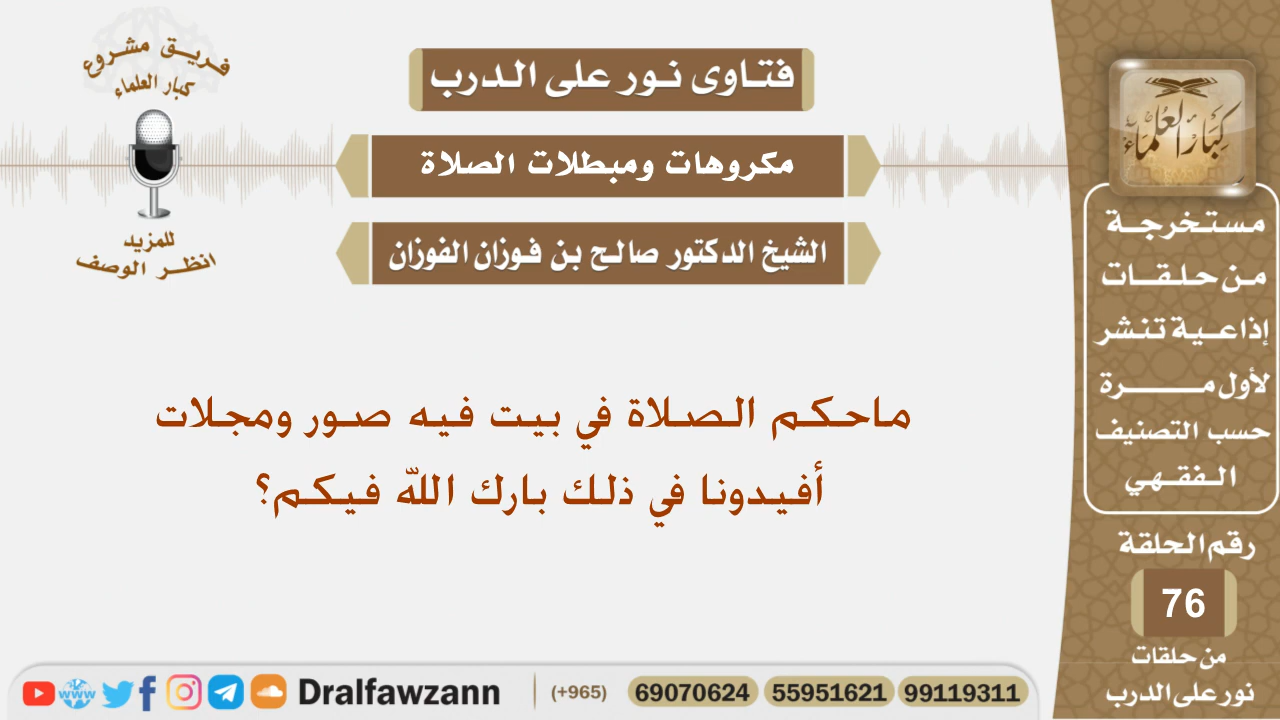 فريق مشروع
كبار العلماء
للمزيد
انظر الوصف
فتاوى نور على الدرب
مكروهات ومبطلات الصلاة
الشيخ الدكتور صالح بن فوزان الفوزان
ماحكم الصلاة في بيت فيه صور ومجلات
أفيدونا في ذلك بارك الله فيكم؟
كبار العلماء
مستخرجة
من حلقات
إذاعية تنشر
لأول مرة
حسب التصنيف
الفقهي
رقم الحلقة
76
من حلقات
نور على الدرب
www Dralfawzann (+965) 69070624 55951621 99119311